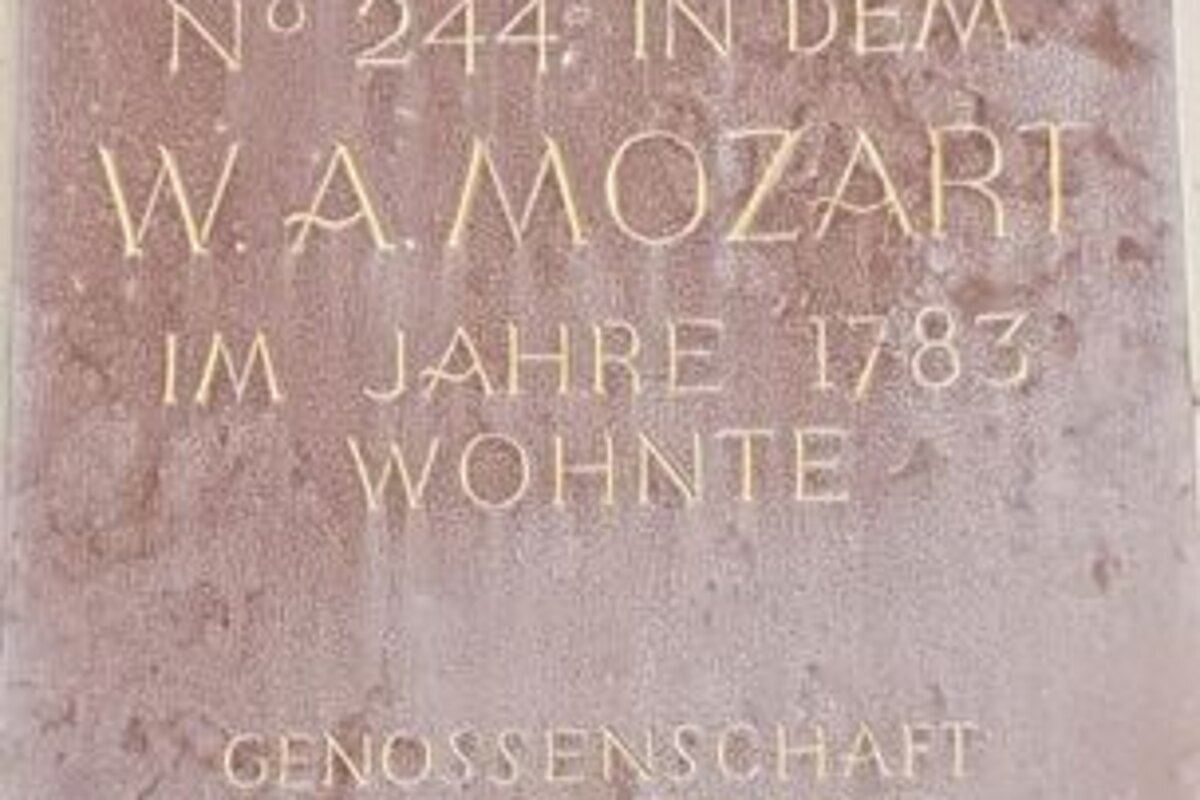 Nº 244, IN DEM
W. A. MOZART
IM JAHRE 1783
WOHNTE
GENOSSENSCHAFT